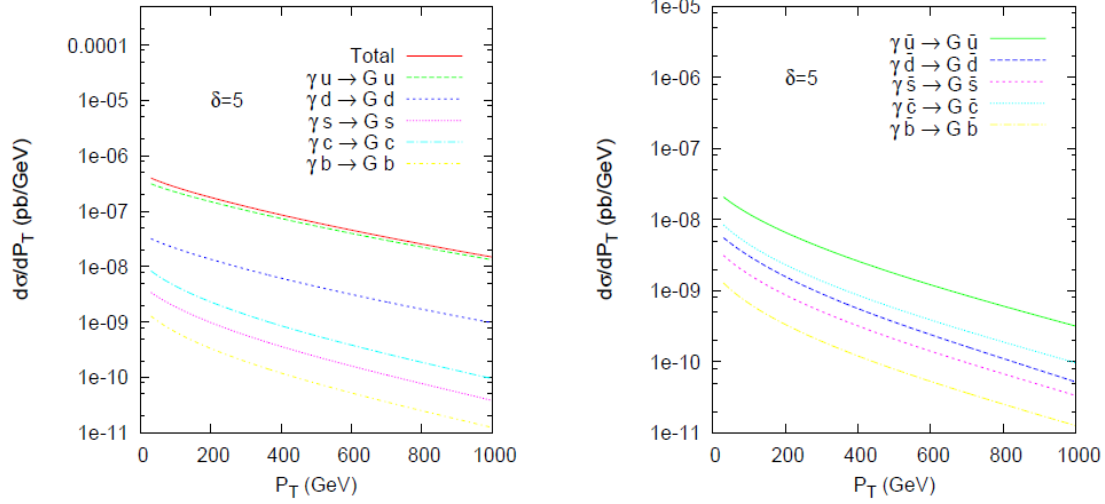 0.0001
1e-05
1e-06
1e-07
1e-08
1e-09
1e-10
1e-11
dσ/dP_T (pb/GeV)
δ=5
Total
γ u → G u
γ d → G d
γ s → G s
γ c → G c
γ b → G b
0 200 400 600 800 1000
P_T (GeV)
1e-05
1e-06
1e-07
1e-08
1e-09
1e-10
1e-11
dσ/dP_T (pb/GeV)
δ=5
γ ū → G ū
γ d̄ → G d̄
γ s̄ → G s̄
γ c̄ → G c̄
γ b̄ → G b̄
0 200 400 600 800 1000
P_T (GeV)